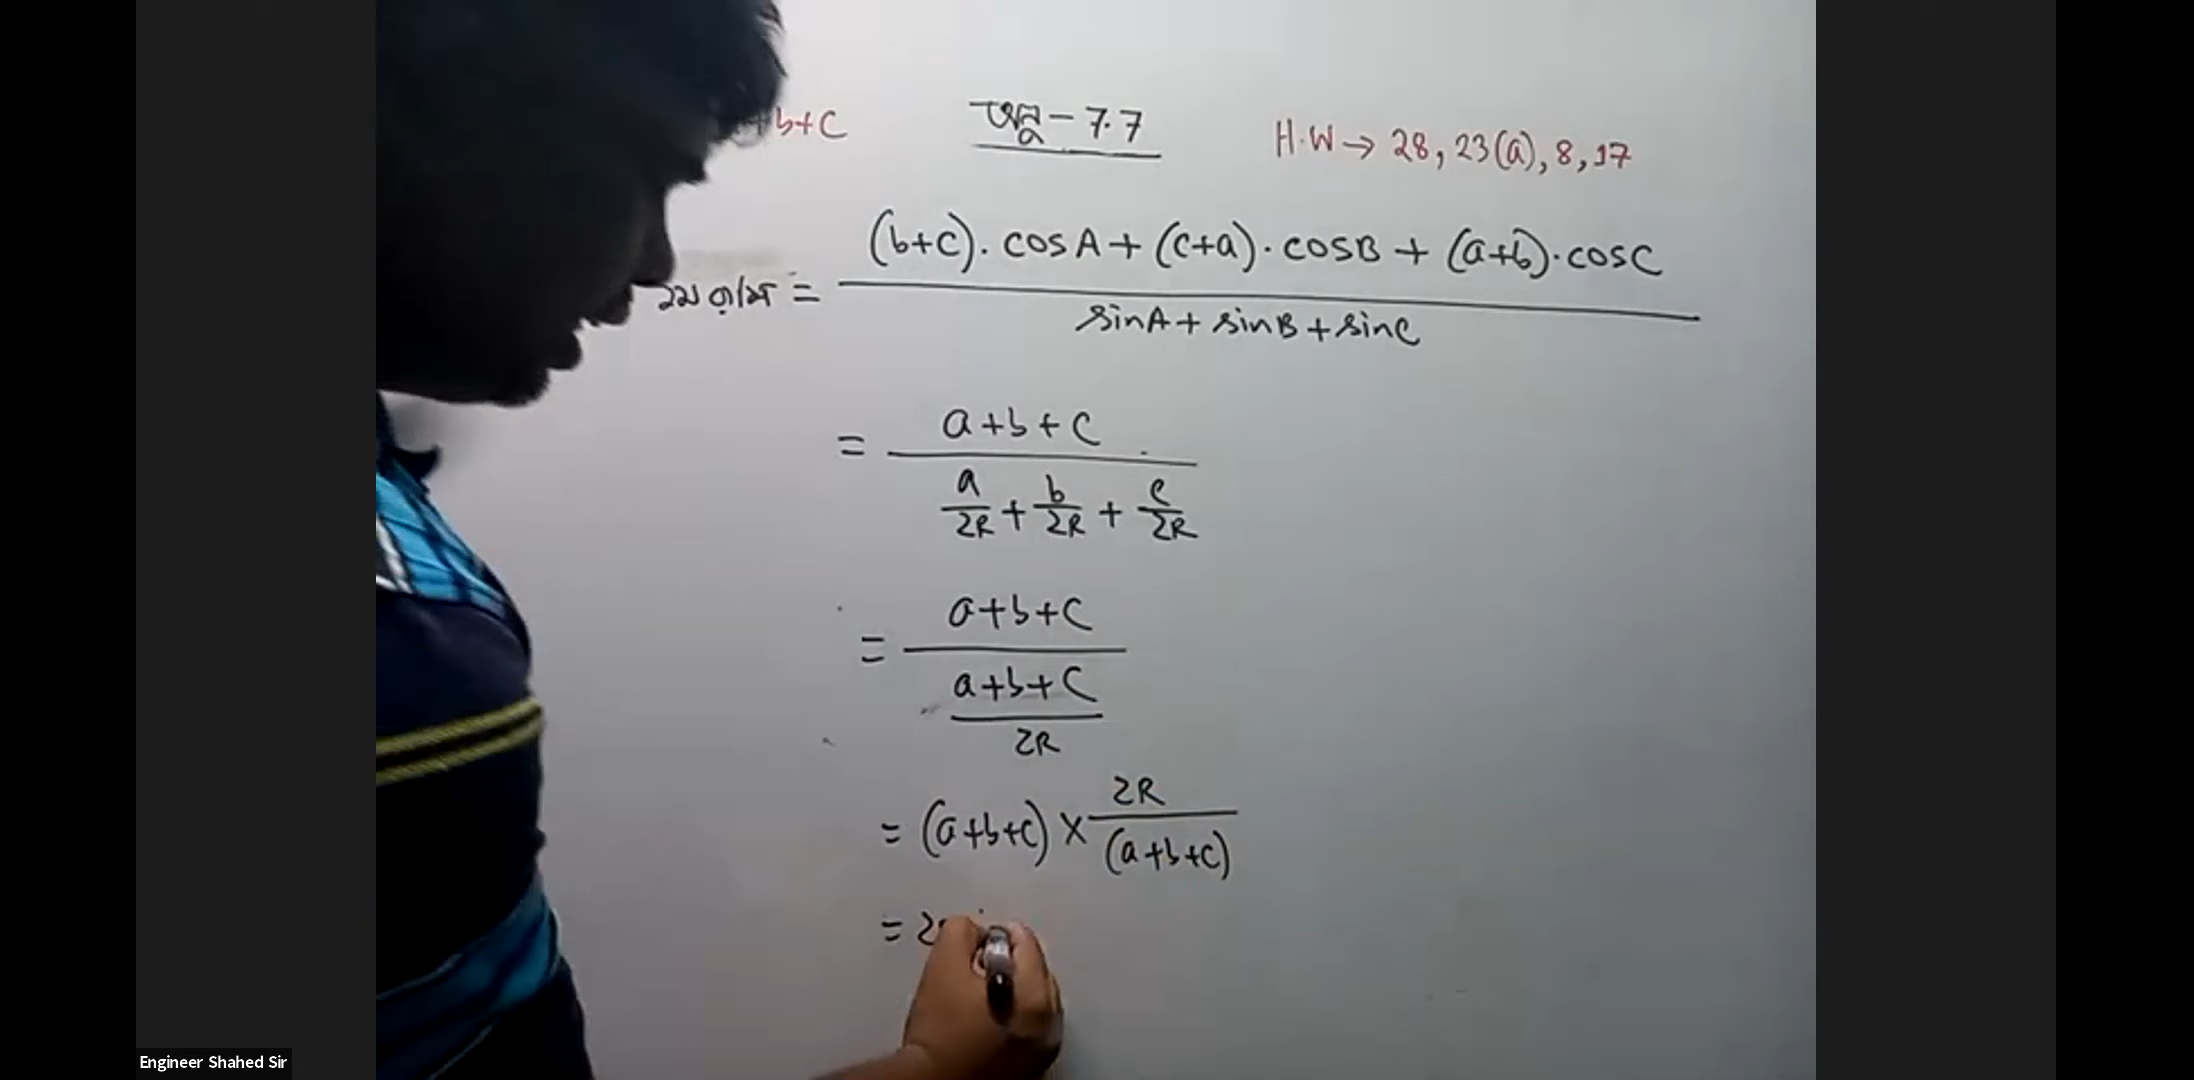 b+c
অনু - 7.7
H.W → 28, 23(a), 8, 17
= (b+c). cosA + (c+a). cosB + (a+b). cosC / sinA + sinB + sinC
= a+b+c / a/2R + b/2R + c/2R
= a+b+c / a+b+c/2R
= (a+b+c) × 2R / (a+b+c)
= 2
Engineer Shahed Sir